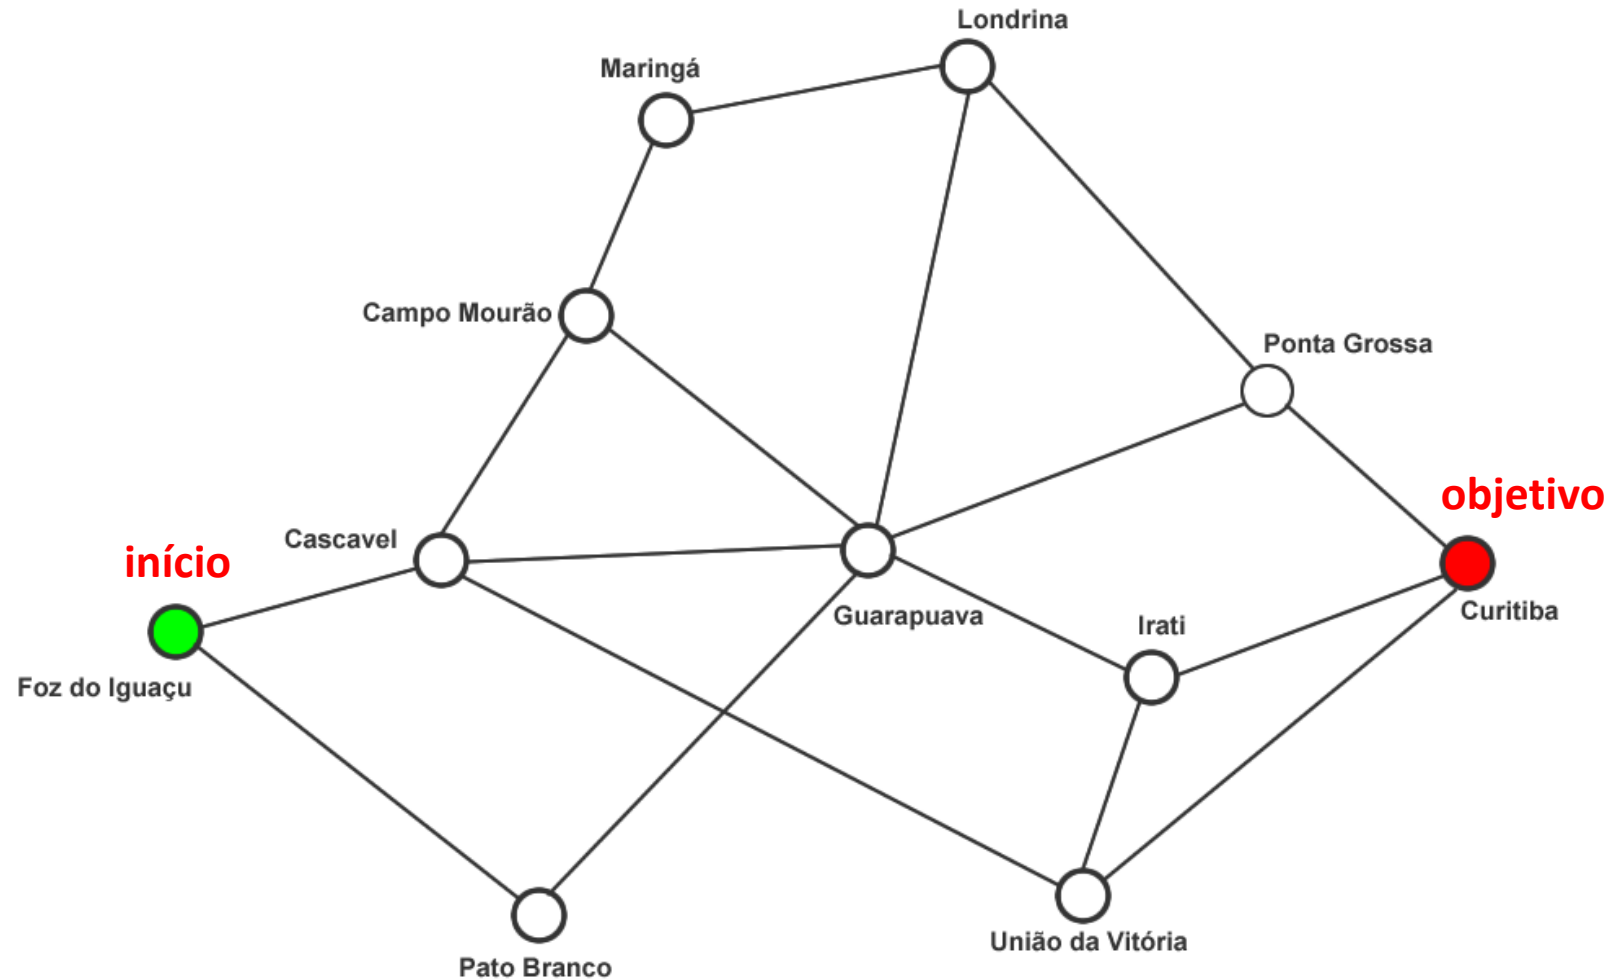 Londrina
Maringá
Campo Mourão
Ponta Grossa
objetivo
Cascavel
início
Curitiba
Guarapuava
Irati
Foz do Iguaçu
União da Vitória
Pato Branco